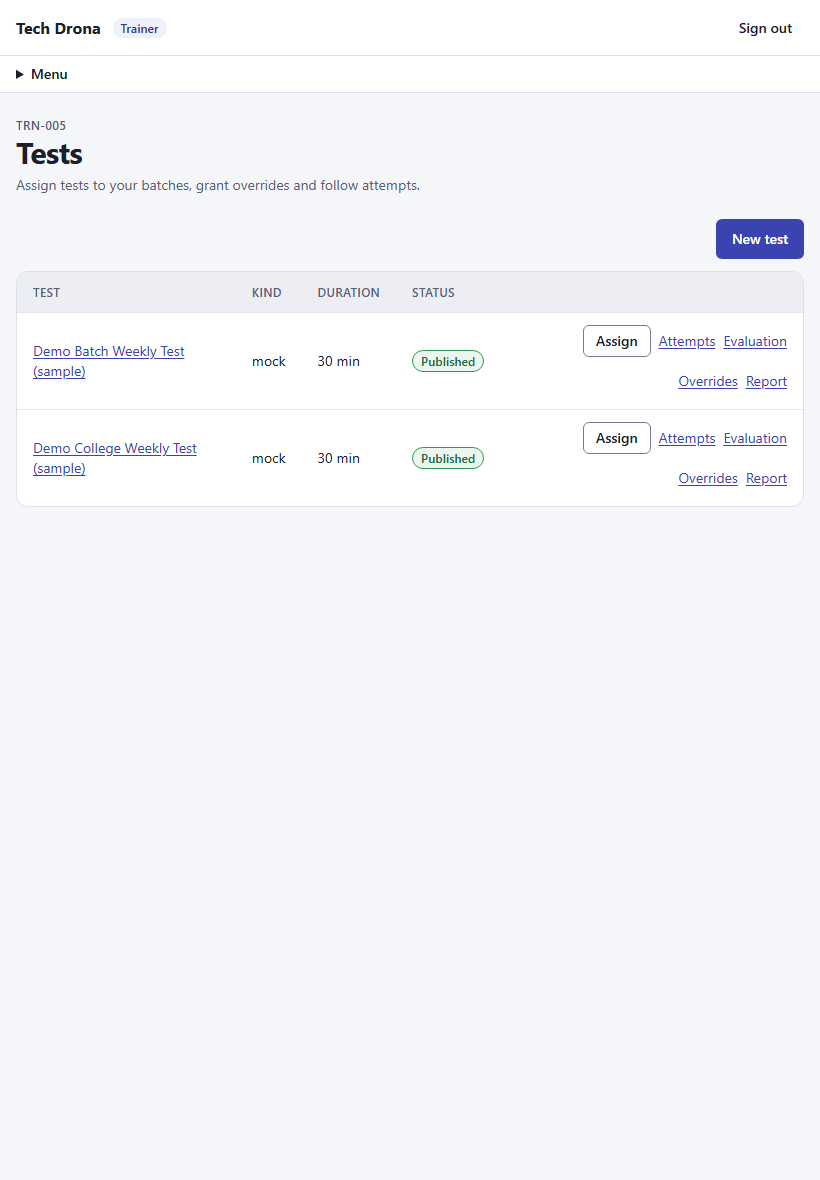 Tech Drona Trainer Sign out
Menu
TRN-005
Tests
Assign tests to your batches, grant overrides and follow attempts.
New test
TEST KIND DURATION STATUS
Demo Batch Weekly Test (sample) mock 30 min Published Assign Attempts Evaluation
Overrides Report
Demo College Weekly Test (sample) mock 30 min Published Assign Attempts Evaluation
Overrides Report